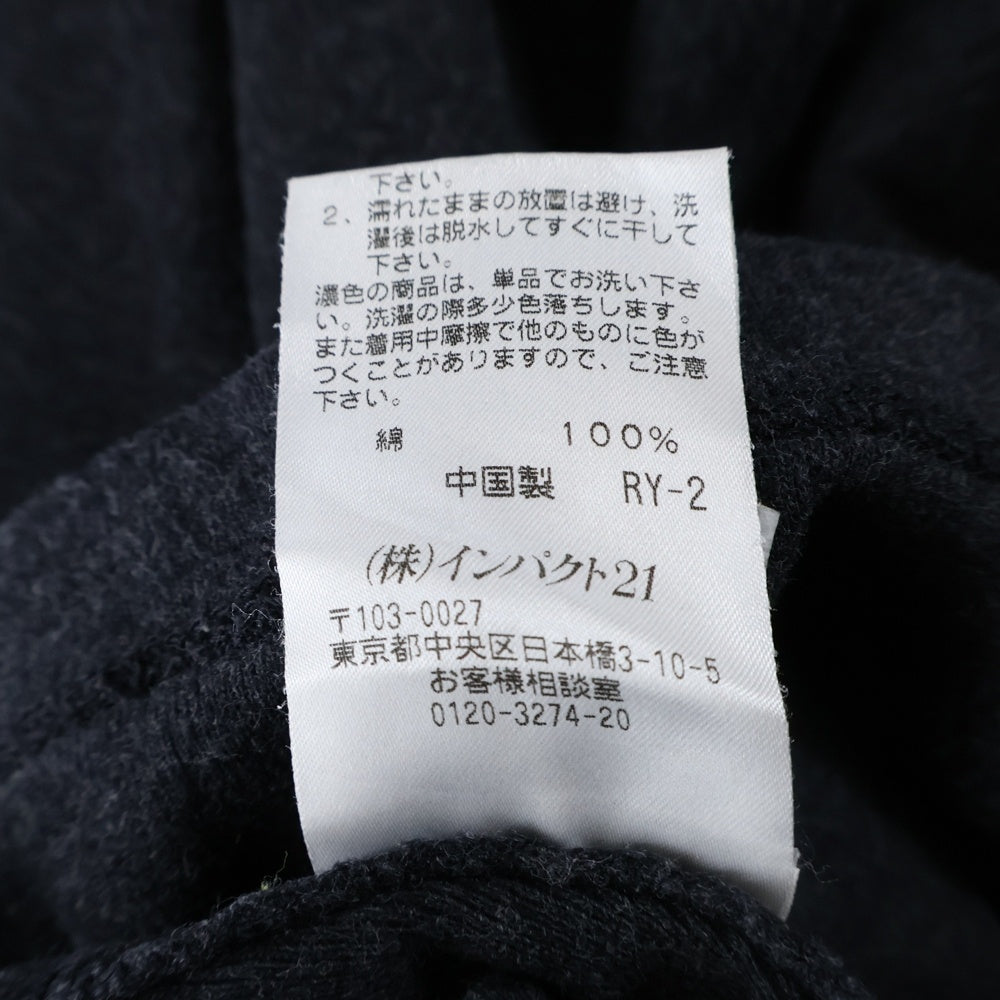 下さい。
2、濡れたままの放置は避け、洗
濯後は脱水してすぐに干して
下さい。
濃色の商品は、単品でお洗い下さ
い。洗濯の際多少色落ちします。
また着用中摩擦で他のものに色が
つくことがありますので、ご注意
下さい。
綿 100%
中国製 RY-2
(株)インパクト21
〒103-0027
東京都中央区日本橋3-10-5
お客様相談室
0120-3274-20